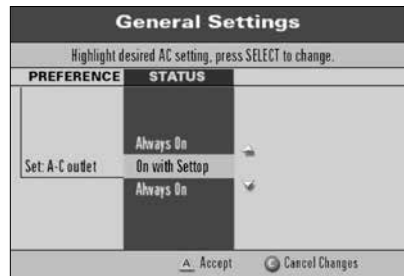 General Settings
Highlight desired AC setting, press SELECT to change.
PREFERENCE STATUS
Always On
Set: A-C outlet On with Settop
Always On
A Accept C Cancel Changes